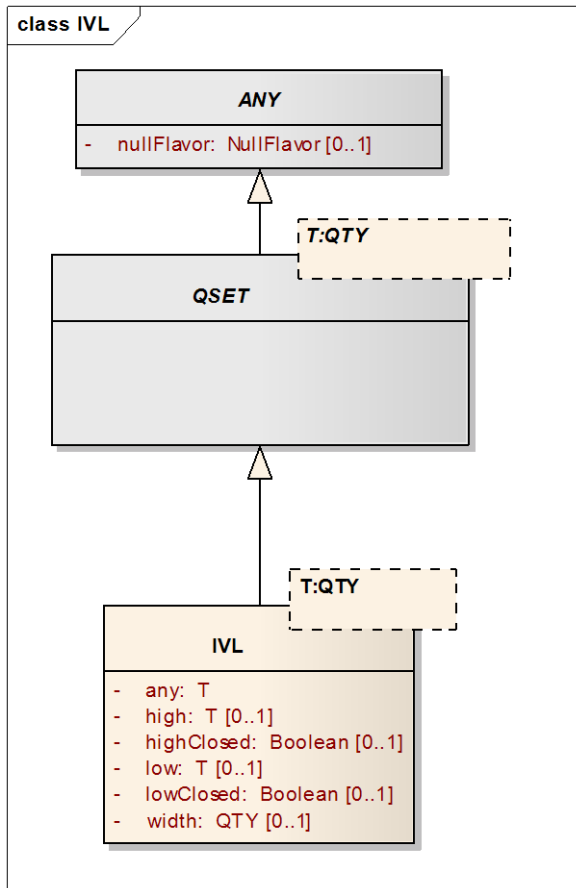 class IVL
ANY
- nullFlavor: NullFlavor [0..1]
T:QTY
QSET
T:QTY
IVL
- any: T
- high: T [0..1]
- highClosed: Boolean [0..1]
- low: T [0..1]
- lowClosed: Boolean [0..1]
- width: QTY [0..1]